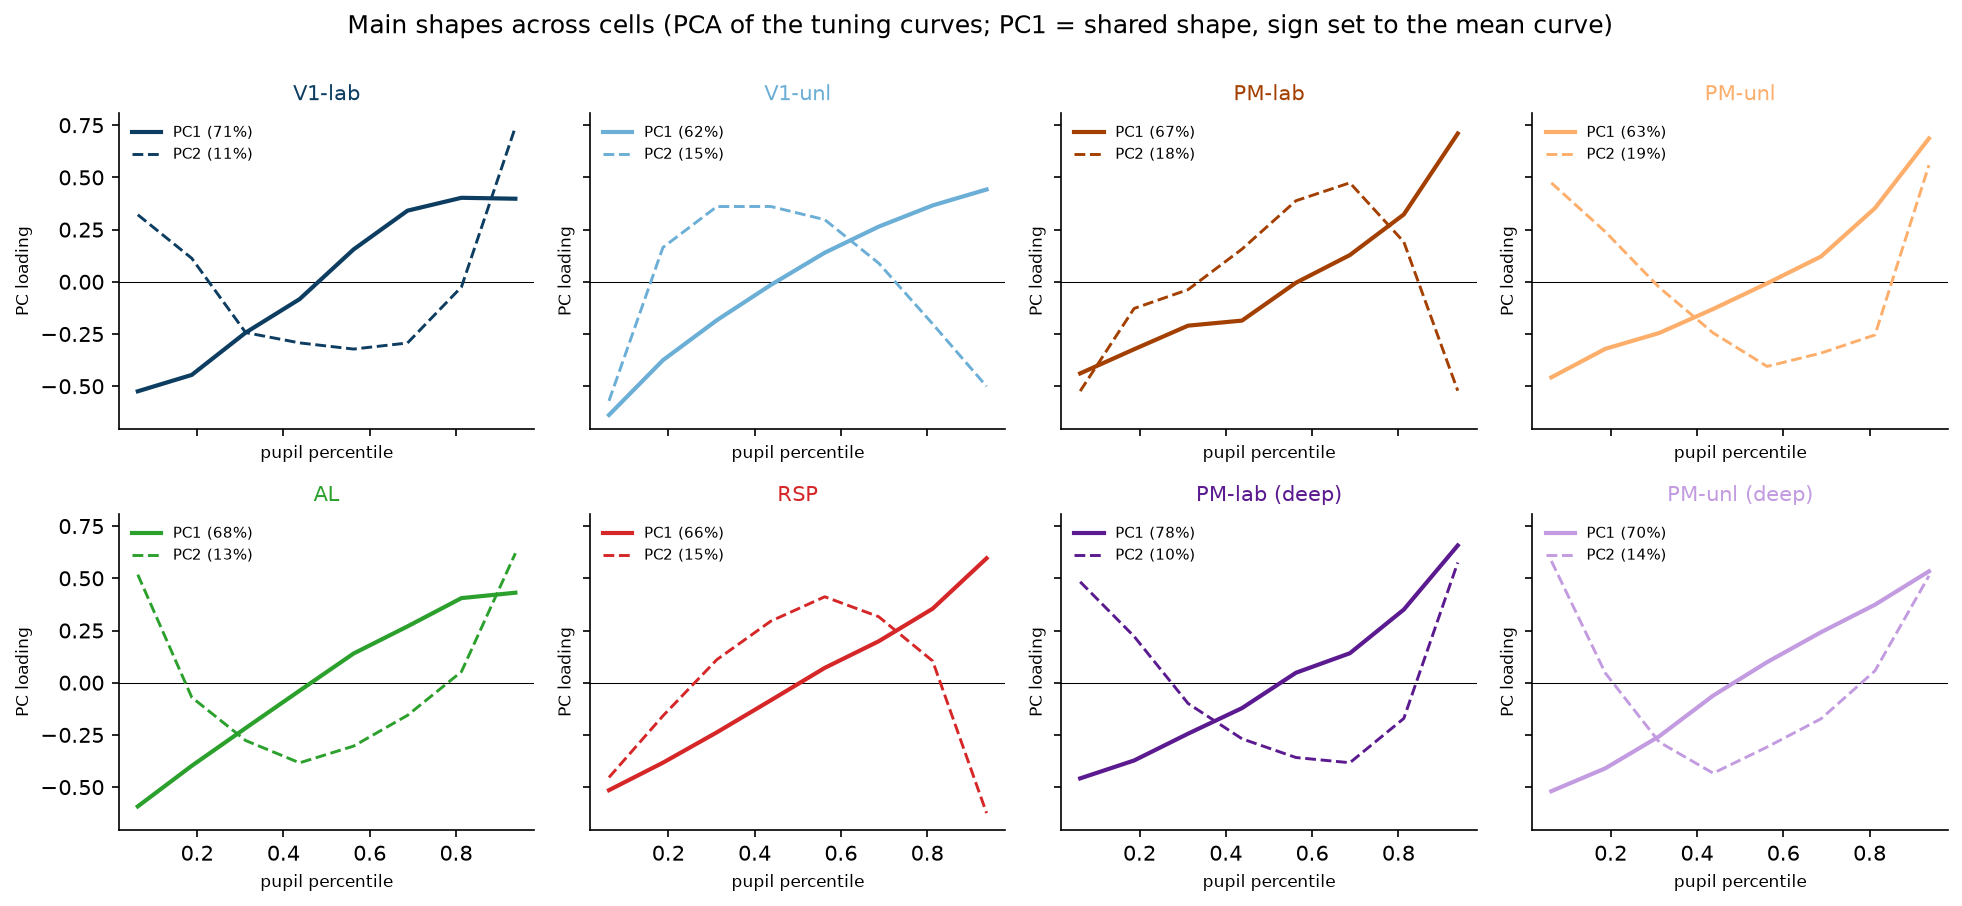 Main shapes across cells (PCA of the tuning curves; PC1 = shared shape, sign set to the mean curve)
V1-lab
PC1 (71%)
PC2 (11%)
0.75
0.50
0.25
0.00
−0.25
−0.50
PC loading
pupil percentile
V1-unl
PC1 (62%)
PC2 (15%)
PC loading
pupil percentile
PM-lab
PC1 (67%)
PC2 (18%)
PC loading
pupil percentile
PM-unl
PC1 (63%)
PC2 (19%)
PC loading
pupil percentile
AL
PC1 (68%)
PC2 (13%)
0.75
0.50
0.25
0.00
−0.25
−0.50
PC loading
0.2 0.4 0.6 0.8
pupil percentile
RSP
PC1 (66%)
PC2 (15%)
PC loading
0.2 0.4 0.6 0.8
pupil percentile
PM-lab (deep)
PC1 (78%)
PC2 (10%)
PC loading
0.2 0.4 0.6 0.8
pupil percentile
PM-unl (deep)
PC1 (70%)
PC2 (14%)
PC loading
0.2 0.4 0.6 0.8
pupil percentile